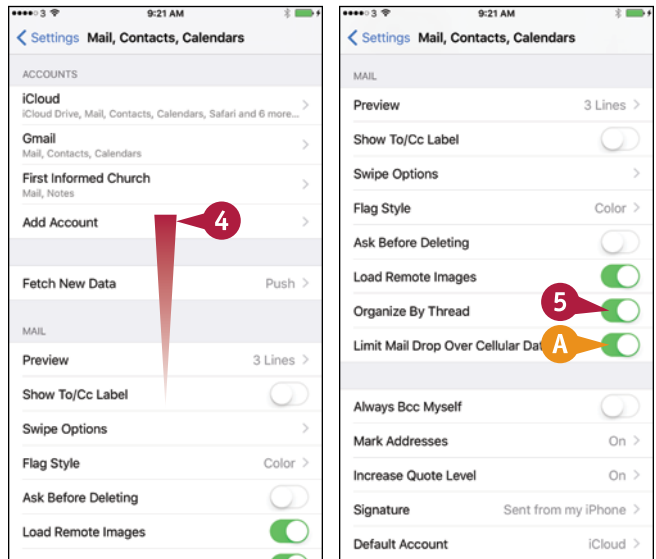 3 9:21 AM
Settings Mail, Contacts, Calendars
ACCOUNTS
iCloud
iCloud Drive, Mail, Contacts, Calendars, Safari and 6 more...
Gmail
Mail, Contacts, Calendars
First Informed Church
Mail, Notes
Add Account
4
Fetch New Data Push
MAIL
Preview 3 Lines
Show To/Cc Label
Swipe Options
Flag Style Color
Ask Before Deleting
Load Remote Images
3 9:21 AM
Settings Mail, Contacts, Calendars
MAIL
Preview 3 Lines
Show To/Cc Label
Swipe Options
Flag Style Color
Ask Before Deleting
Load Remote Images
Organize By Thread 5
Limit Mail Drop Over Cellular Dat A
Always Bcc Myself
Mark Addresses On
Increase Quote Level On
Signature Sent from my iPhone
Default Account iCloud